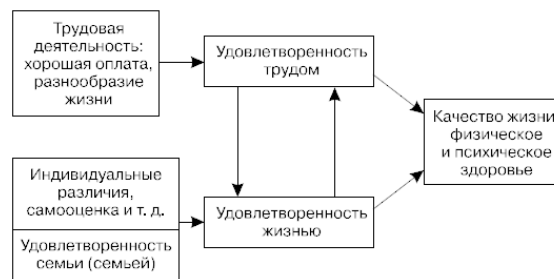 Трудовая
деятельность:
хорошая оплата,
разнообразие
жизни
Удовлетворенность
трудом
Качество жизни
физическое
и психическое
здоровье
Индивидуальные
различия,
самооценка и т. д.
Удовлетворенность
семьи (семьей)
Удовлетворенность
жизнью